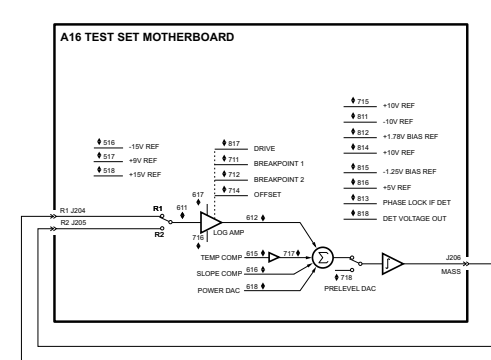 A16 TEST SET MOTHERBOARD
715 +10V REF
811 -10V REF
812 +1.78V BIAS REF
814 +10V REF
815 -1.25V BIAS REF
816 +5V REF
813 PHASE LOCK IF DET
818 DET VOLTAGE OUT
516 -15V REF
517 +9V REF
518 +15V REF
817 DRIVE
711 BREAKPOINT 1
712 BREAKPOINT 2
714 OFFSET
617
R1 J204 R1 611
612
R2 J205 R2
716 LOG AMP
TEMP COMP 615 717 Σ
J206
MASS
SLOPE COMP 616
718
POWER DAC 618
PRELEVEL DAC